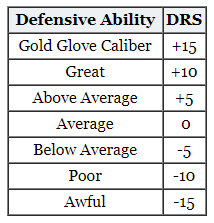 Defensive Ability DRS
Gold Glove Caliber +15
Great +10
Above Average +5
Average 0
Below Average -5
Poor -10
Awful -15